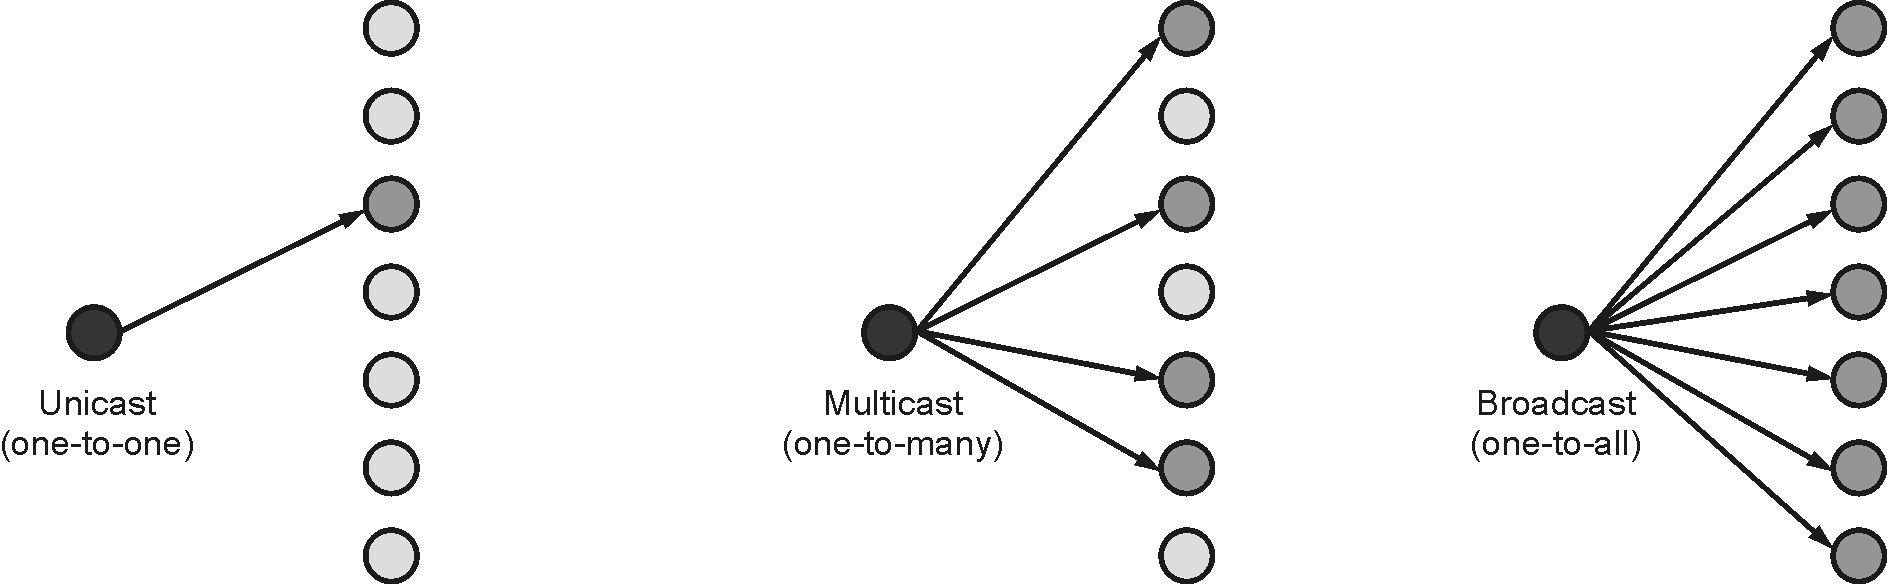 Unicast
(one-to-one)
Multicast
(one-to-many)
Broadcast
(one-to-all)